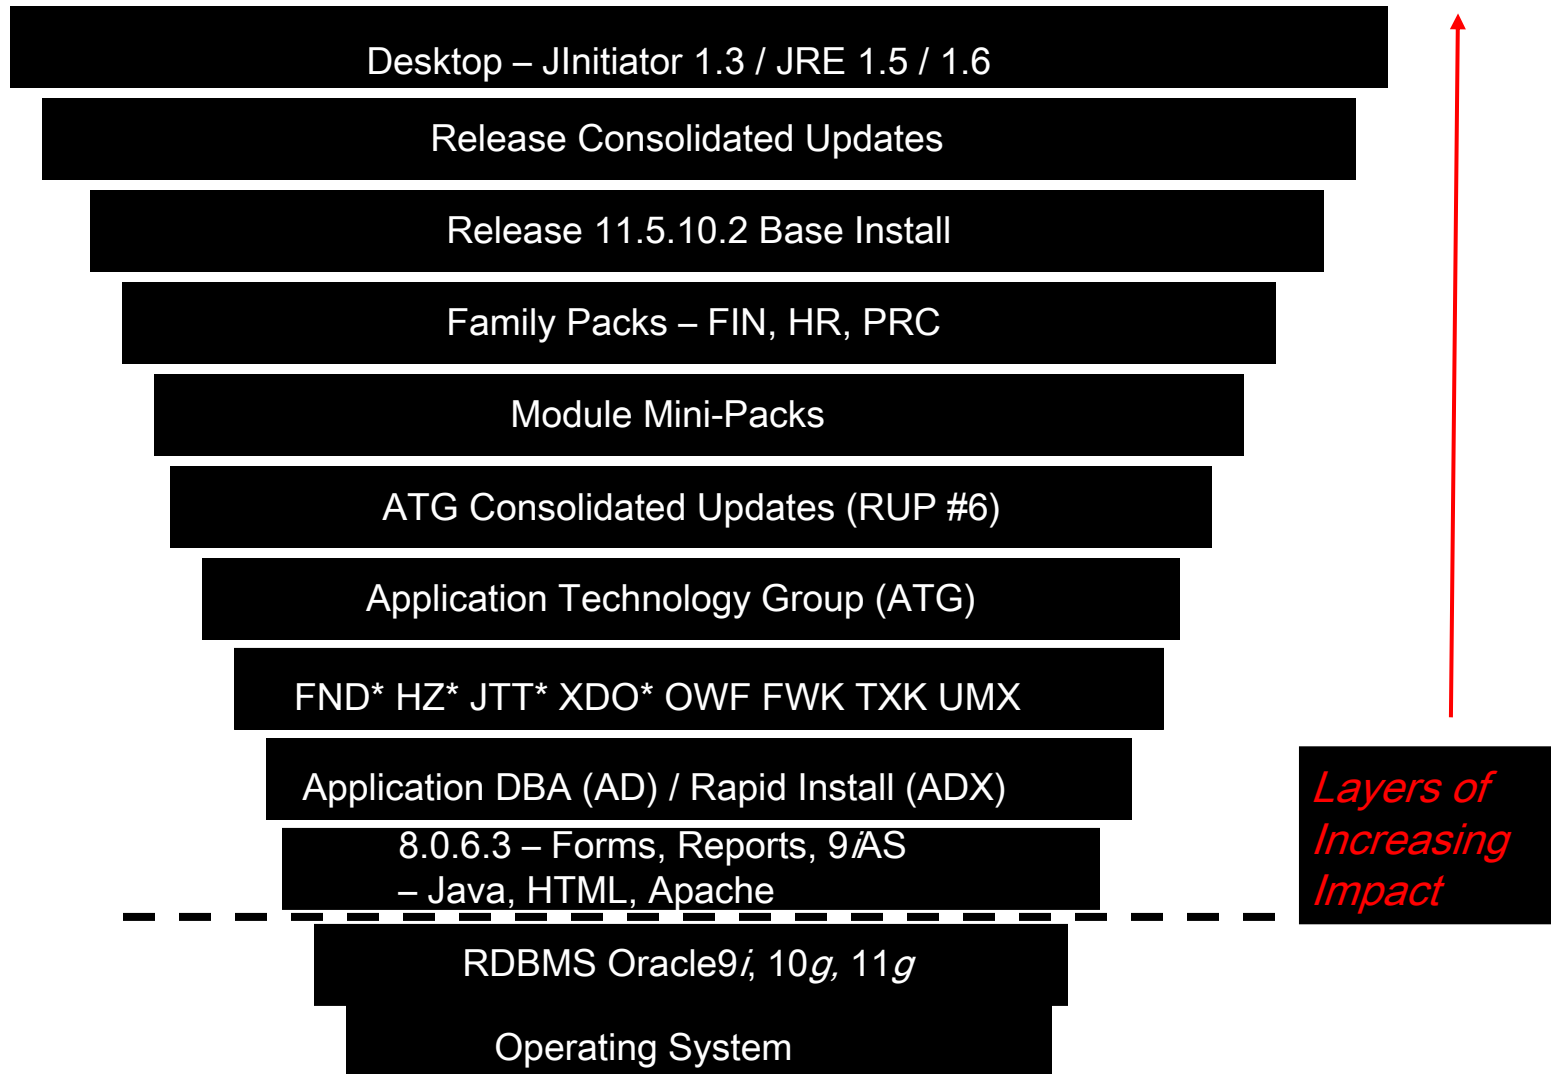 Desktop – JInitiator 1.3 / JRE 1.5 / 1.6
Release Consolidated Updates
Release 11.5.10.2 Base Install
Family Packs – FIN, HR, PRC
Module Mini-Packs
ATG Consolidated Updates (RUP #6)
Application Technology Group (ATG)
FND* HZ* JTT* XDO* OWF FWK TXK UMX
Application DBA (AD) / Rapid Install (ADX)
8.0.6.3 – Forms, Reports, 9iAS
– Java, HTML, Apache
RDBMS Oracle9i, 10g, 11g
Operating System
Layers of
Increasing
Impact